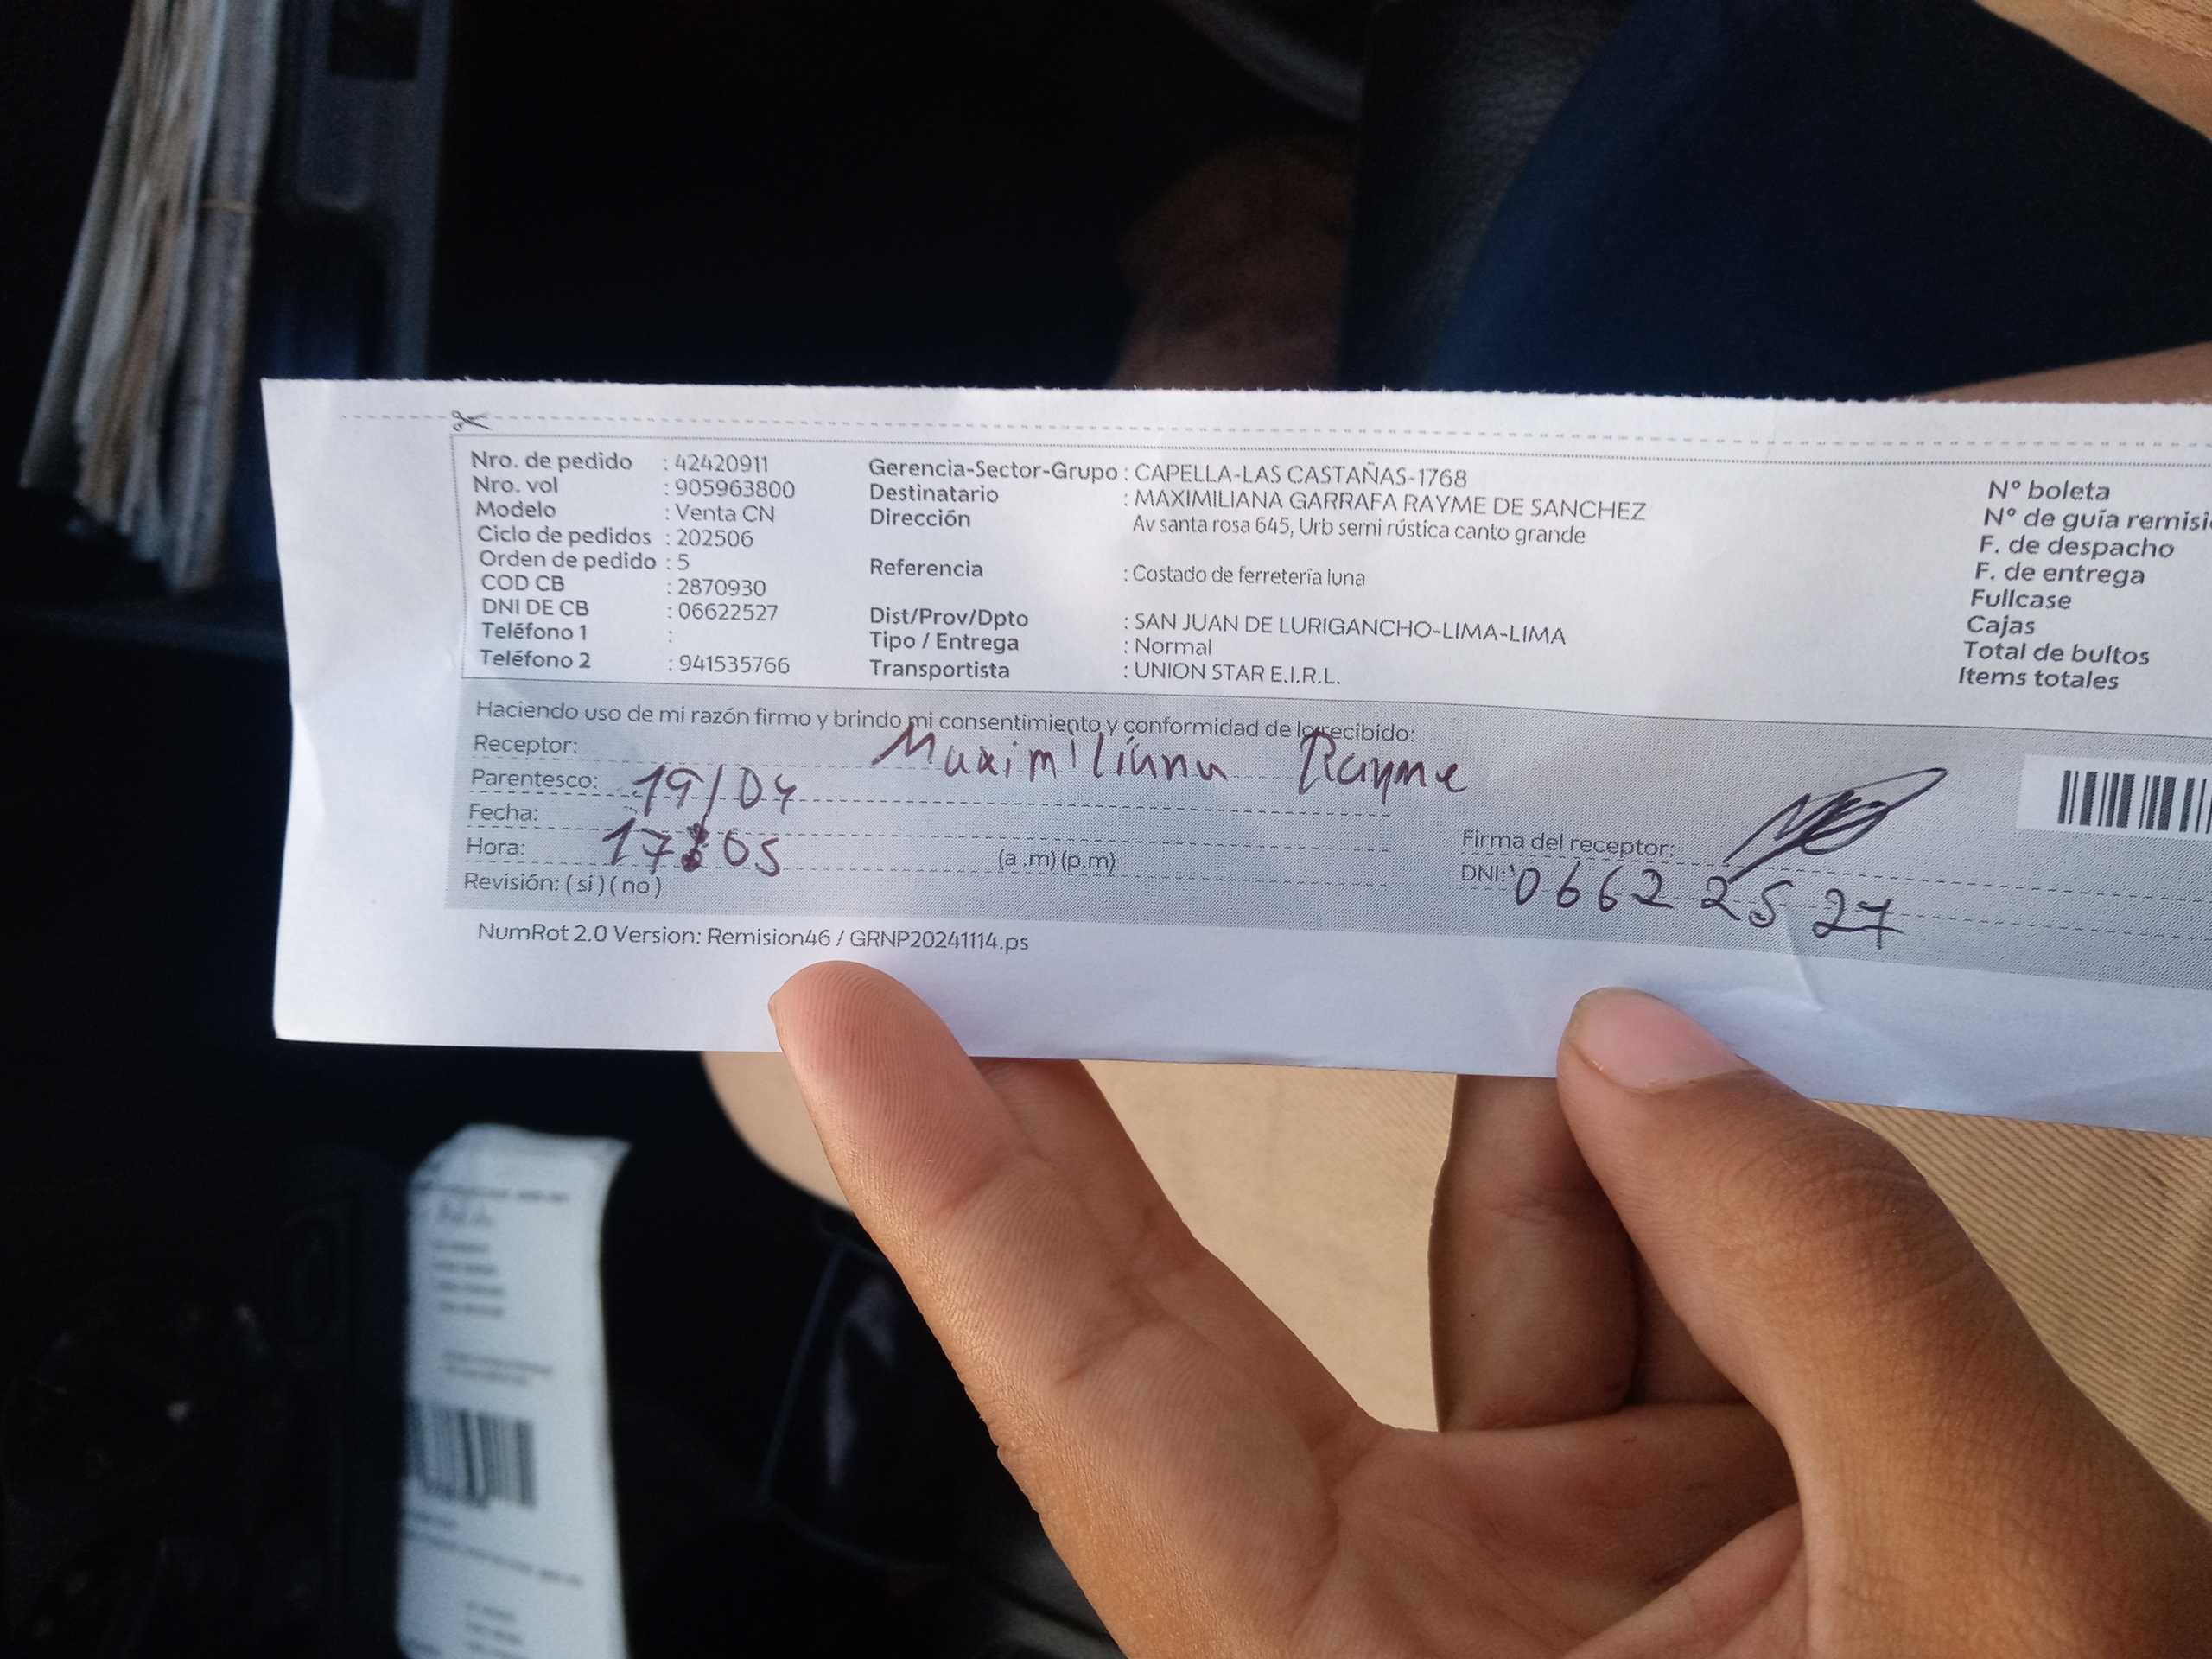 Nro. de pedido : 42420911
Nro. vol : 905963800
Modelo : Venta CN
Ciclo de pedidos : 202506
Orden de pedido : 5
COD CB : 2870930
DNI DE CB : 06622527
Teléfono 1 :
Teléfono 2 : 941535766
Gerencia-Sector-Grupo : CAPELLA-LAS CASTAÑAS-1768
Destinatario : MAXIMILIANA GARRAFA RAYME DE SANCHEZ
Dirección Av santa rosa 645, Urb semi rústica canto grande
Referencia : Costado de ferretería luna
Dist/Prov/Dpto : SAN JUAN DE LURIGANCHO-LIMA-LIMA
Tipo / Entrega : Normal
Transportista : UNION STAR E.I.R.L.
N° boleta
N° de guía remisi
F. de despacho
F. de entrega
Fullcase
Cajas
Total de bultos
Items totales
Haciendo uso de mi razón firmo y brindo mi consentimiento y conformidad de lo recibido:
Receptor: Maximiliana Rayme
Parentesco: 19/04
Fecha:
Hora: 17:05 (a .m) (p.m)
Revisión: ( si ) ( no )
Firma del receptor:
DNI: 06622527
NumRot 2.0 Version: Remision46 / GRNP20241114.ps